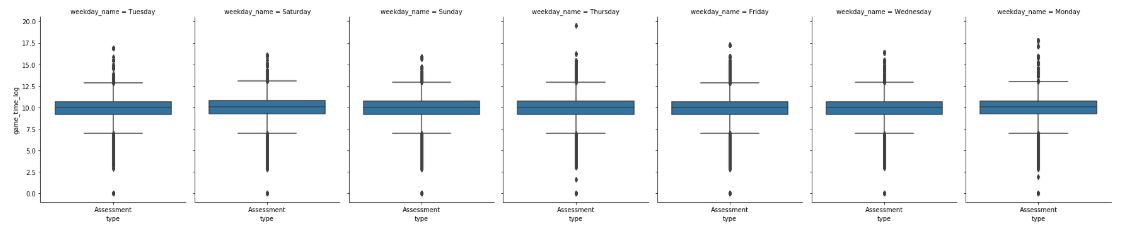 weekday_name = Tuesday
weekday_name = Saturday
weekday_name = Sunday
weekday_name = Thursday
weekday_name = Friday
weekday_name = Wednesday
weekday_name = Monday
game_time_log
20.0
17.5
15.0
12.5
10.0
7.5
5.0
2.5
0.0
Assessment
type
Assessment
type
Assessment
type
Assessment
type
Assessment
type
Assessment
type
Assessment
type